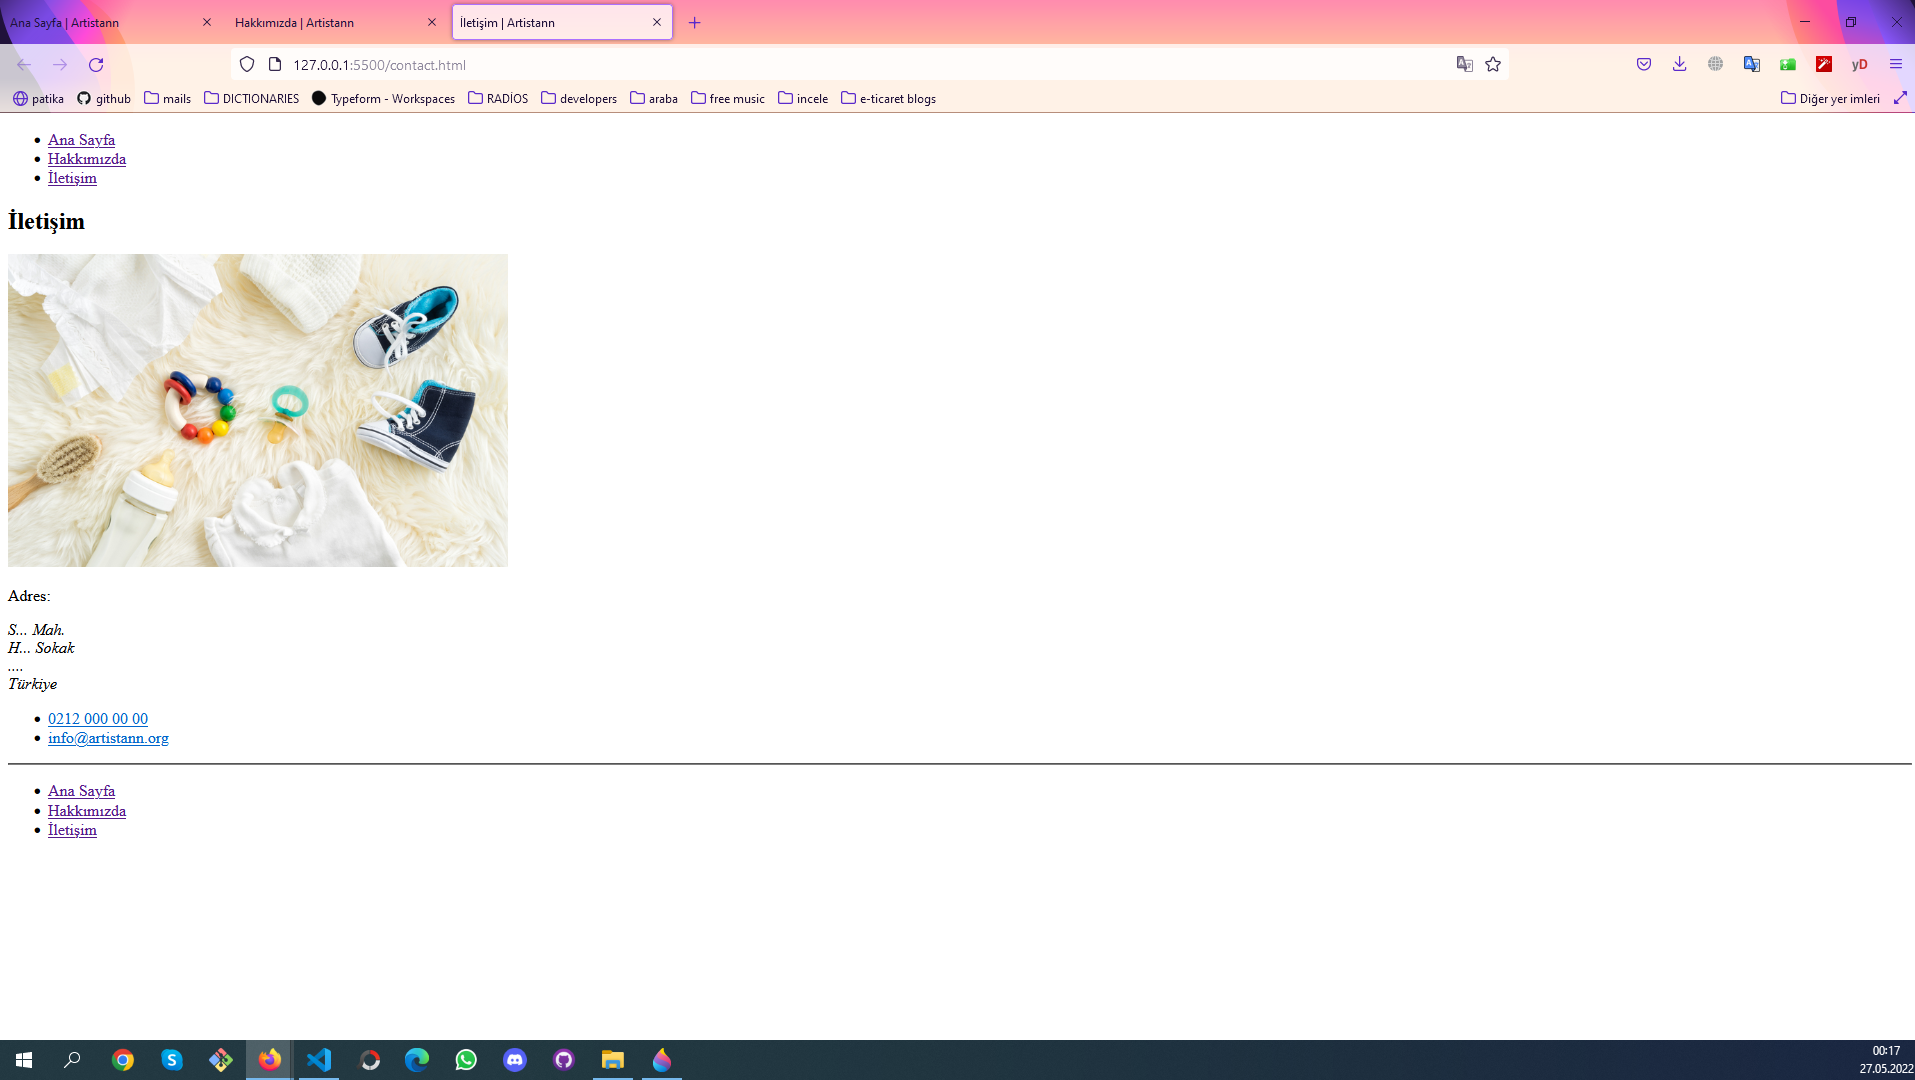 Ana Sayfa | Artistann
Hakkımızda | Artistann
İletişim | Artistann
127.0.0.1:5500/contact.html
yD
patika
github
mails
DICTIONARIES
Typeform - Workspaces
RADİOS
developers
araba
free music
incele
e-ticaret blogs
Diğer yer imleri
Ana Sayfa
Hakkımızda
İletişim
İletişim
Adres:
S... Mah.
H... Sokak
....
Türkiye
0212 000 00 00
info@artistann.org
Ana Sayfa
Hakkımızda
İletişim
00:17
27.05.2022